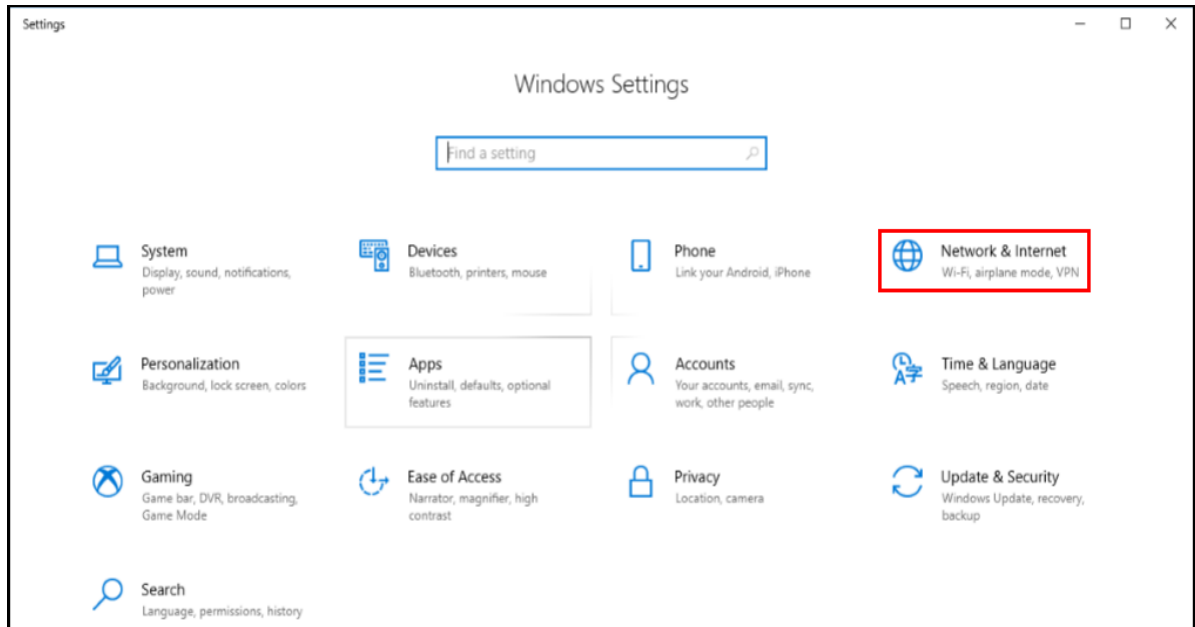 Settings
Windows Settings
Find a setting
System
Display, sound, notifications,
power
Devices
Bluetooth, printers, mouse
Phone
Link your Android, iPhone
Network & Internet
Wi-Fi, airplane mode, VPN
Personalization
Background, lock screen, colors
Apps
Uninstall, defaults, optional
features
Accounts
Your accounts, email, sync,
work, other people
Time & Language
Speech, region, date
Gaming
Game bar, DVR, broadcasting,
Game Mode
Ease of Access
Narrator, magnifier, high
contrast
Privacy
Location, camera
Update & Security
Windows Update, recovery,
backup
Search
Language, permissions, history